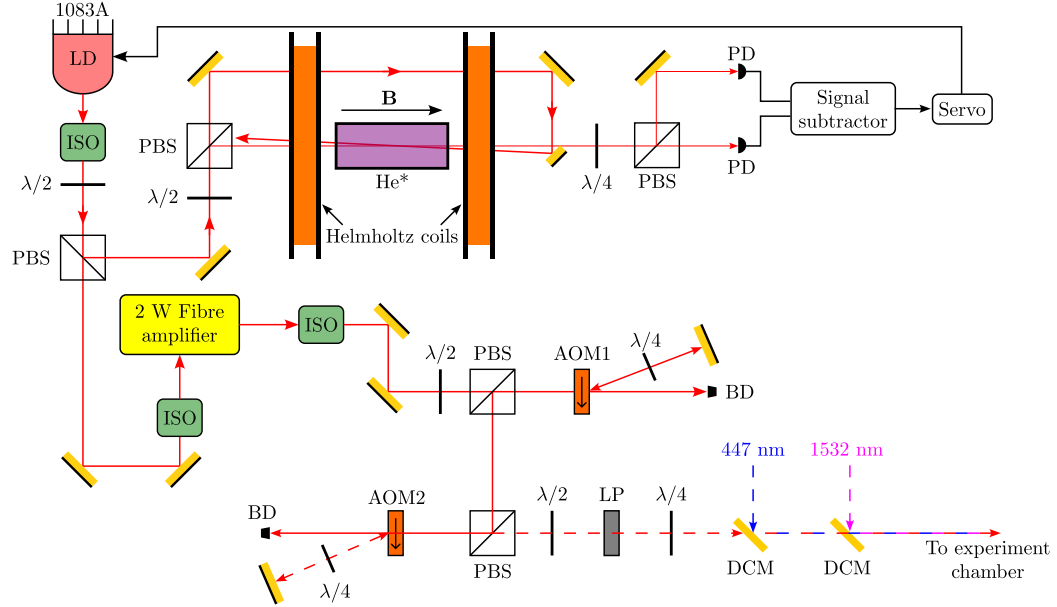 1083A
LD
PD
B
Signal
subtractor
Servo
ISO
PBS
PD
He*
λ/4
PBS
λ/2
λ/2
Helmholtz coils
PBS
2 W Fibre
amplifier
ISO
λ/2
PBS
AOM1
λ/4
BD
ISO
447 nm
1532 nm
BD
AOM2
λ/2
LP
λ/4
λ/4
PBS
DCM
DCM
To experiment
chamber